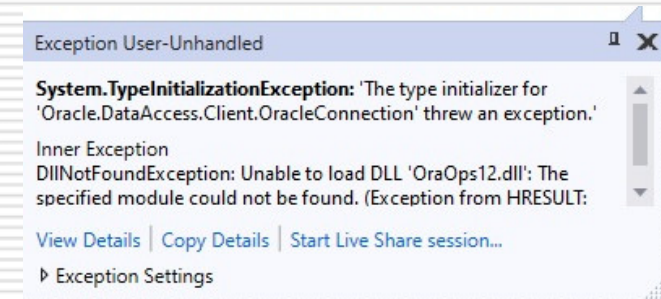 Exception User-Unhandled
System.TypeInitializationException: 'The type initializer for
'Oracle.DataAccess.Client.OracleConnection' threw an exception.'
Inner Exception
DllNotFoundException: Unable to load DLL 'OraOps12.dll': The
specified module could not be found. (Exception from HRESULT:
View Details | Copy Details | Start Live Share session...
Exception Settings